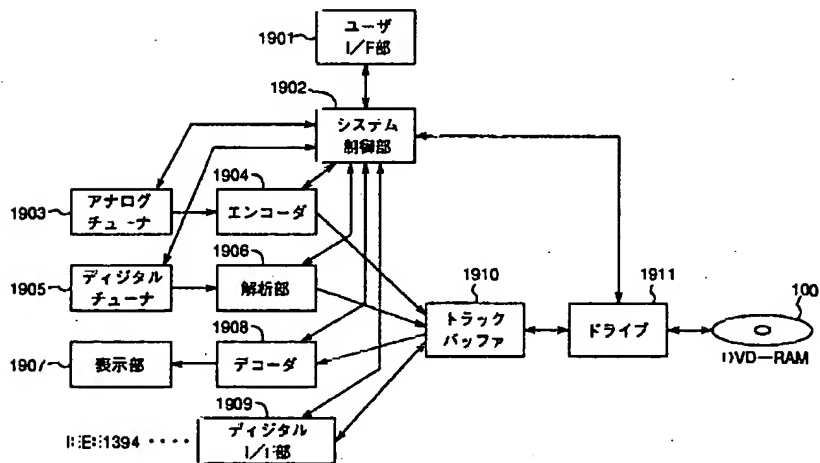 1901
ユーザ
I/F部
1902
システム
制御部
1903
アナログ
チューナ
1904
エンコーダ
1905
ディジタル
チューナ
1906
解析部
1907
表示部
1908
デコーダ
1909
ディジタル
I/F部
IEEE1394
1910
トラック
バッファ
1911
ドライブ
100
DVD-RAM